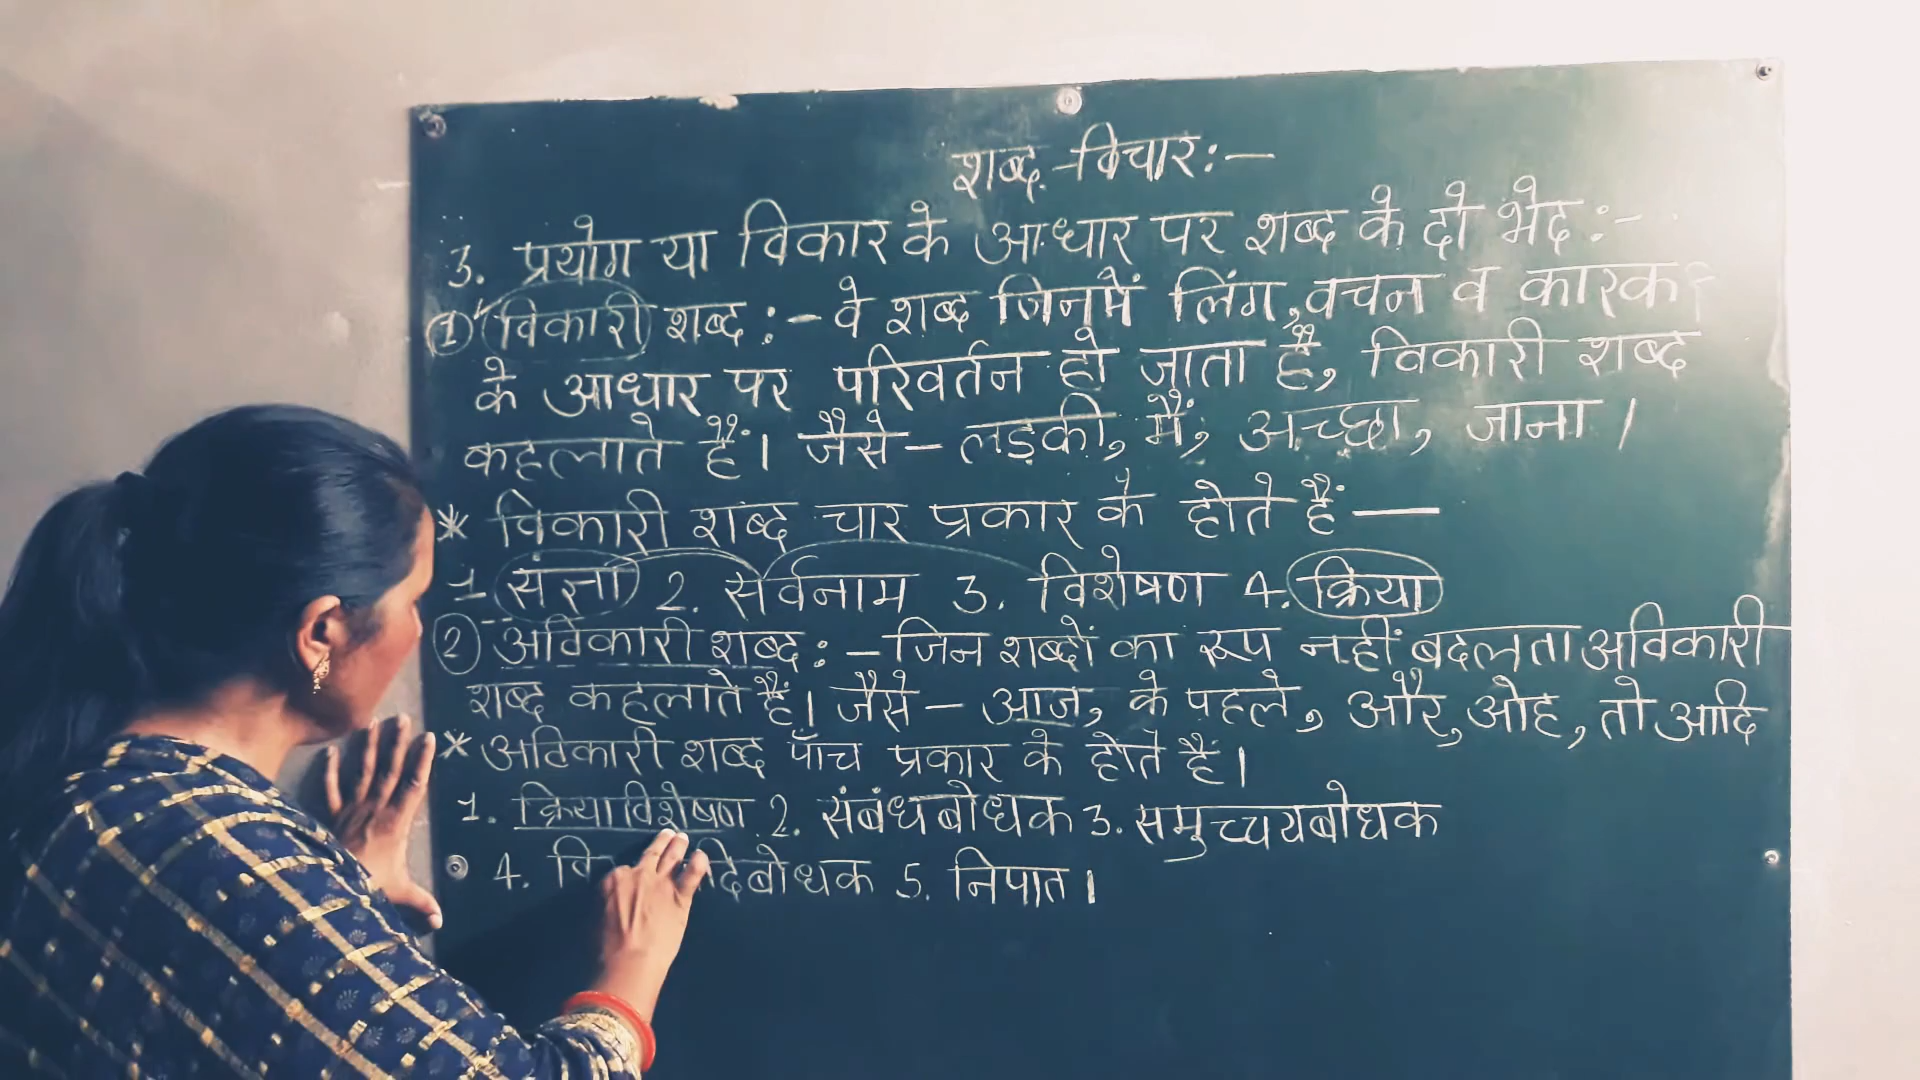 शब्द-विचार:-
3. प्रयोग या विकार के आधार पर शब्द के दो भेद:-
(1) विकारी शब्द:- वे शब्द जिनमें लिंग, वचन व कारक
के आधार पर परिवर्तन हो जाता है, विकारी शब्द
कहलाते हैं। जैसे- लड़की, मैं, अच्छा, जाना।
* विकारी शब्द चार प्रकार के होते हैं—
1 संज्ञा 2. सर्वनाम 3. विशेषण 4. क्रिया
(2) अविकारी शब्द:- जिन शब्दों का रूप नहीं बदलता अविकारी
शब्द कहलाते हैं। जैसे- आज, के पहले, और, ओह, तो आदि
* अविकारी शब्द पाँच प्रकार के होते हैं।
1. क्रियाविशेषण 2. संबंधबोधक 3. समुच्चयबोधक
4. 5. निपात।